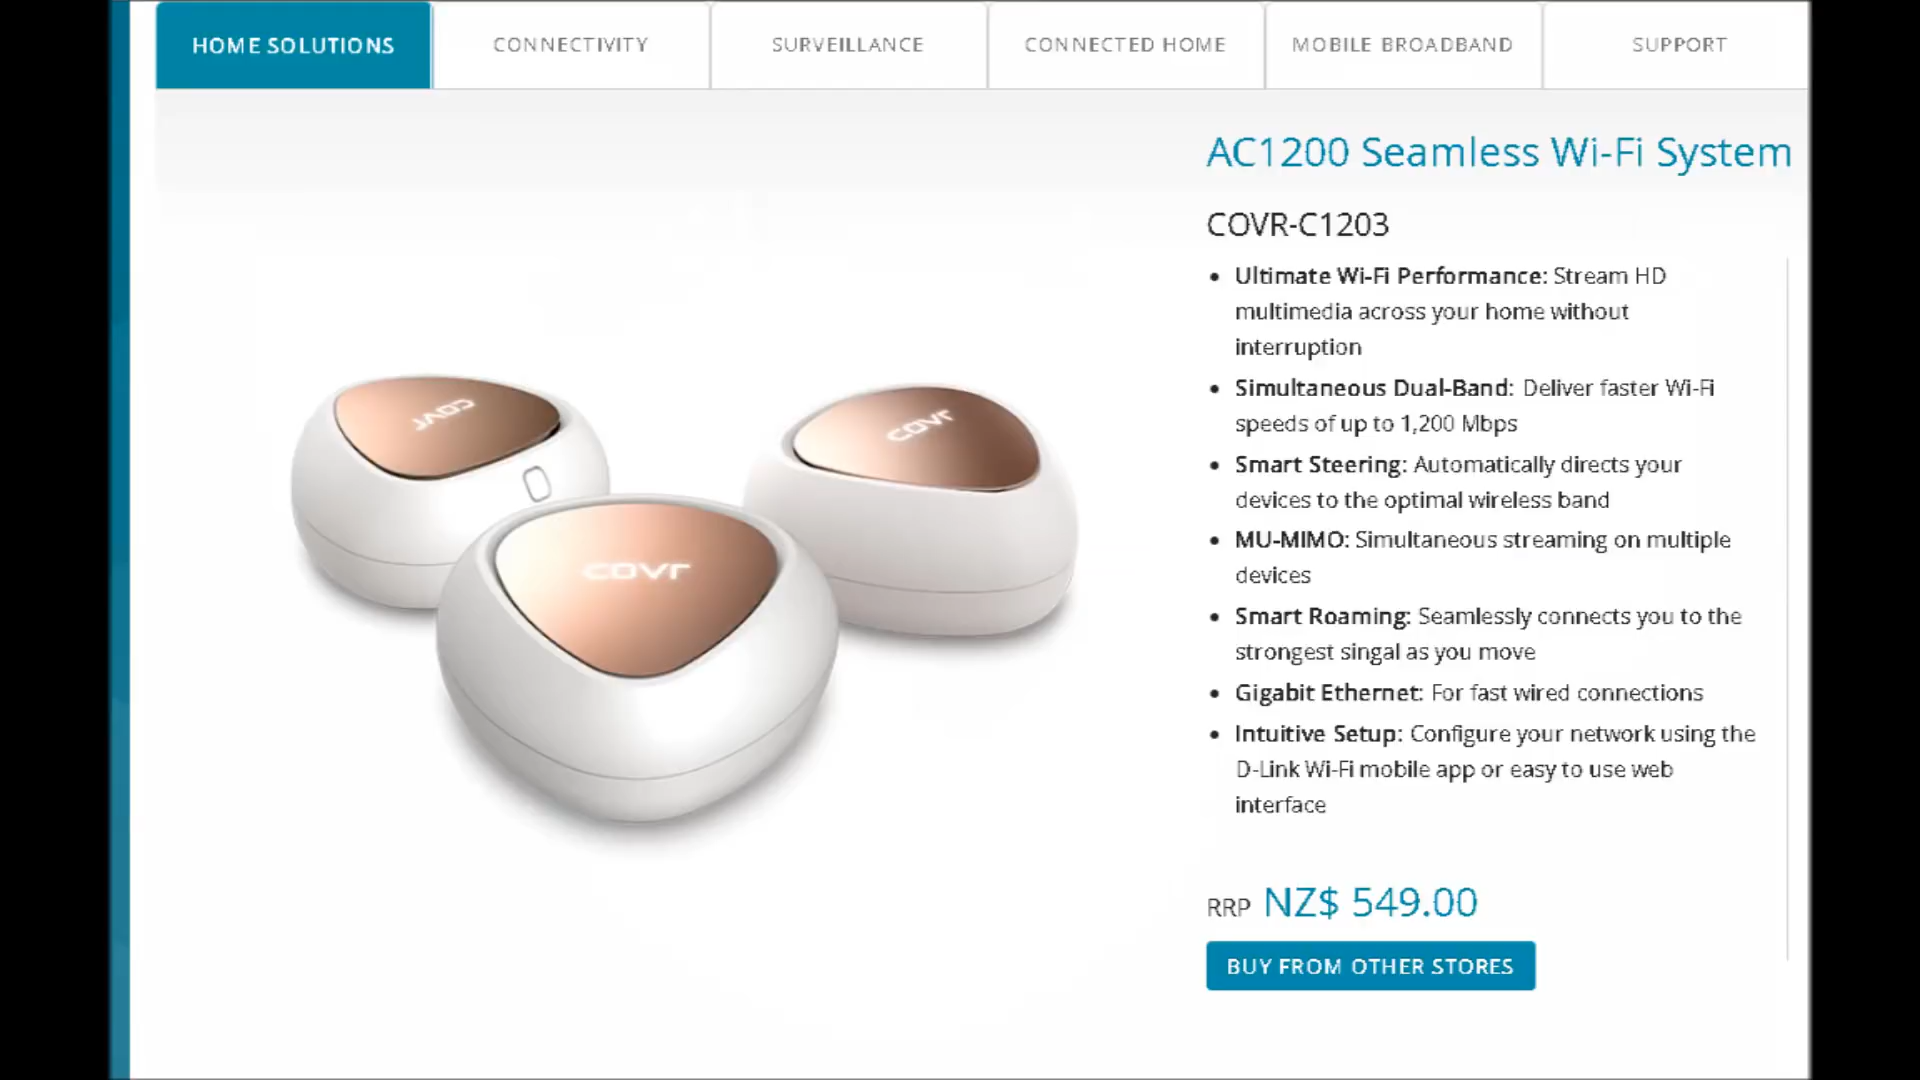 HOME SOLUTIONS
CONNECTIVITY
SURVEILLANCE
CONNECTED HOME
MOBILE BROADBAND
SUPPORT
AC1200 Seamless Wi-Fi System
COVR-C1203
• Ultimate Wi-Fi Performance: Stream HD
multimedia across your home without
interruption
• Simultaneous Dual-Band: Deliver faster Wi-Fi
speeds of up to 1,200 Mbps
• Smart Steering: Automatically directs your
devices to the optimal wireless band
• MU-MIMO: Simultaneous streaming on multiple
devices
• Smart Roaming: Seamlessly connects you to the
strongest singal as you move
• Gigabit Ethernet: For fast wired connections
• Intuitive Setup: Configure your network using the
D-Link Wi-Fi mobile app or easy to use web
interface
RRP NZ$ 549.00
BUY FROM OTHER STORES
covr
covr
covr